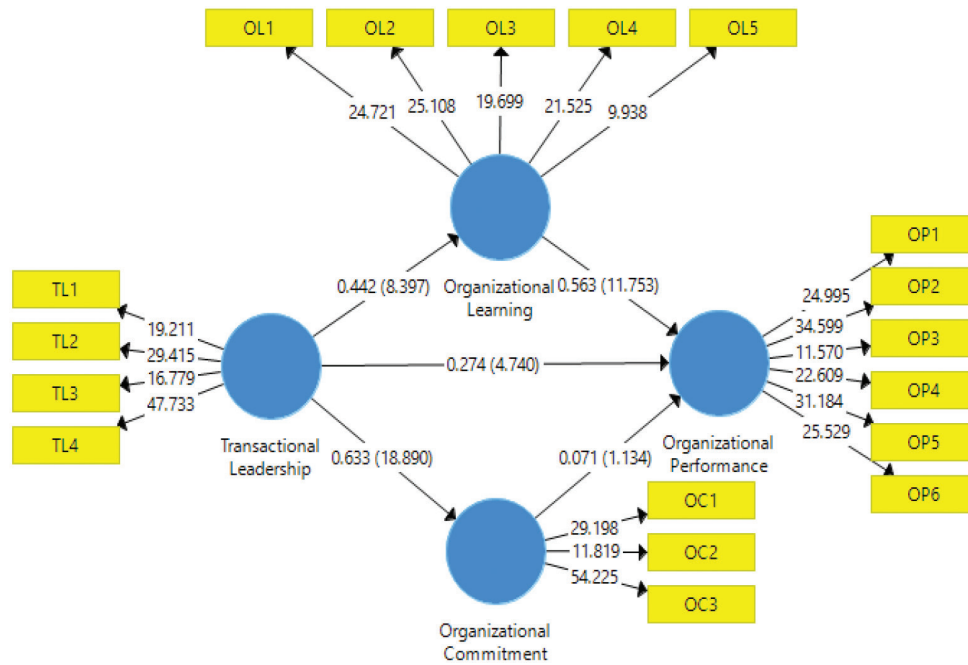 OL1
OL2
OL3
OL4
OL5
24.721
25.108
19.699
21.525
9.938
Organizational
Learning
0.442 (8.397)
0.563 (11.753)
TL1
TL2
TL3
TL4
19.211
29.415
16.779
47.733
Transactional
Leadership
0.274 (4.740)
0.633 (18.890)
0.071 (1.134)
Organizational
Performance
24.995
34.599
11.570
22.609
31.184
25.529
OP1
OP2
OP3
OP4
OP5
OP6
29.198
11.819
54.225
OC1
OC2
OC3
Organizational
Commitment